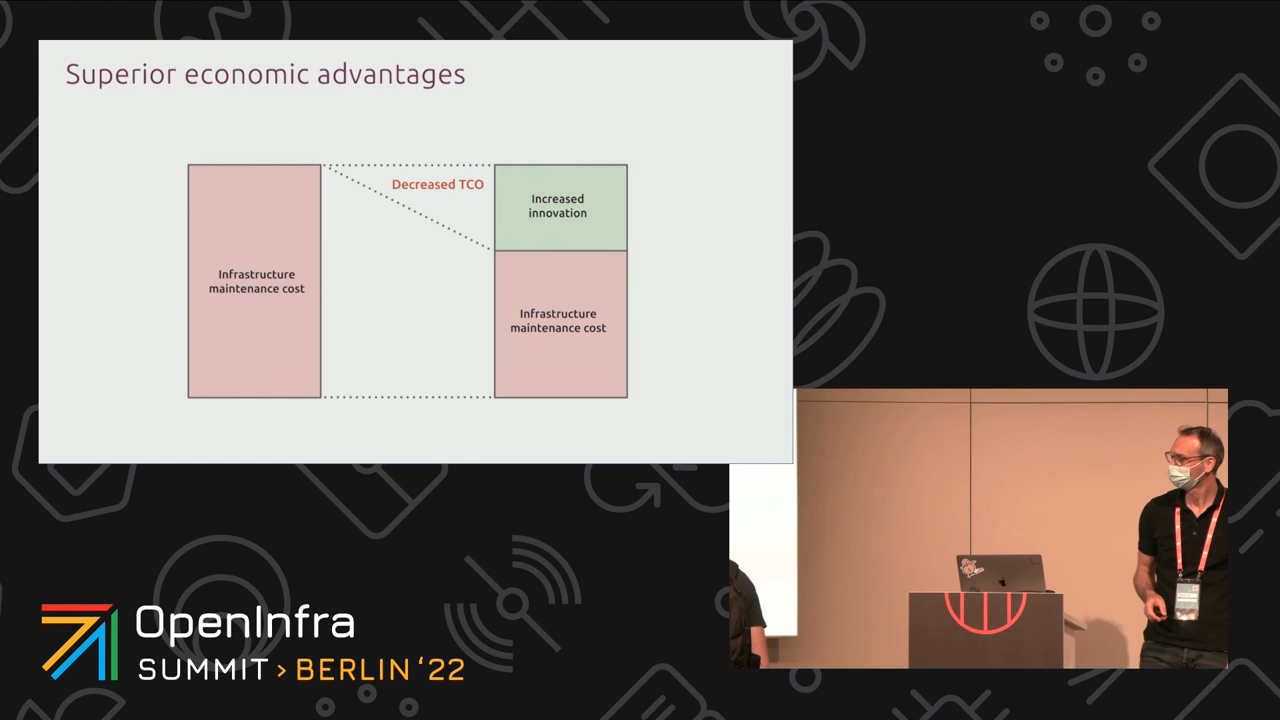 Superior economic advantages
Decreased TCO
Increased
innovation
Infrastructure
maintenance cost
Infrastructure
maintenance cost
OpenInfra
SUMMIT > BERLIN ‘22